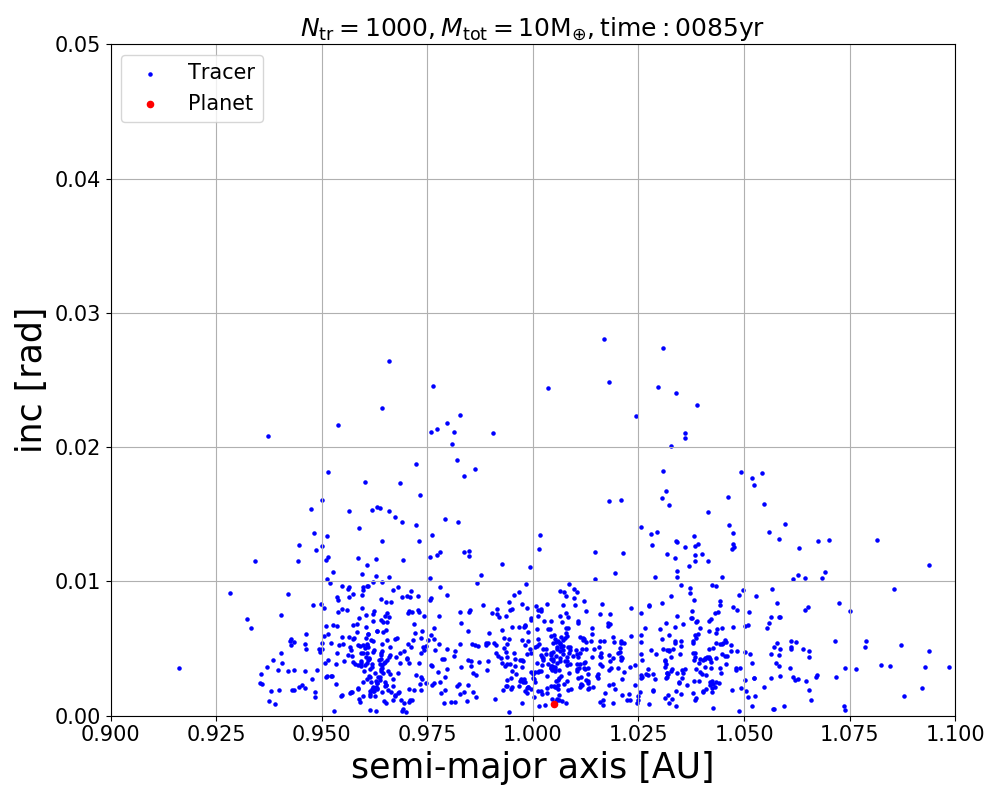 N_tr = 1000, M_tot = 10M_⊕, time : 0085yr
0.05
Tracer
Planet
0.04
0.03
inc [rad]
0.02
0.01
0.00
0.900 0.925 0.950 0.975 1.000 1.025 1.050 1.075 1.100
semi-major axis [AU]